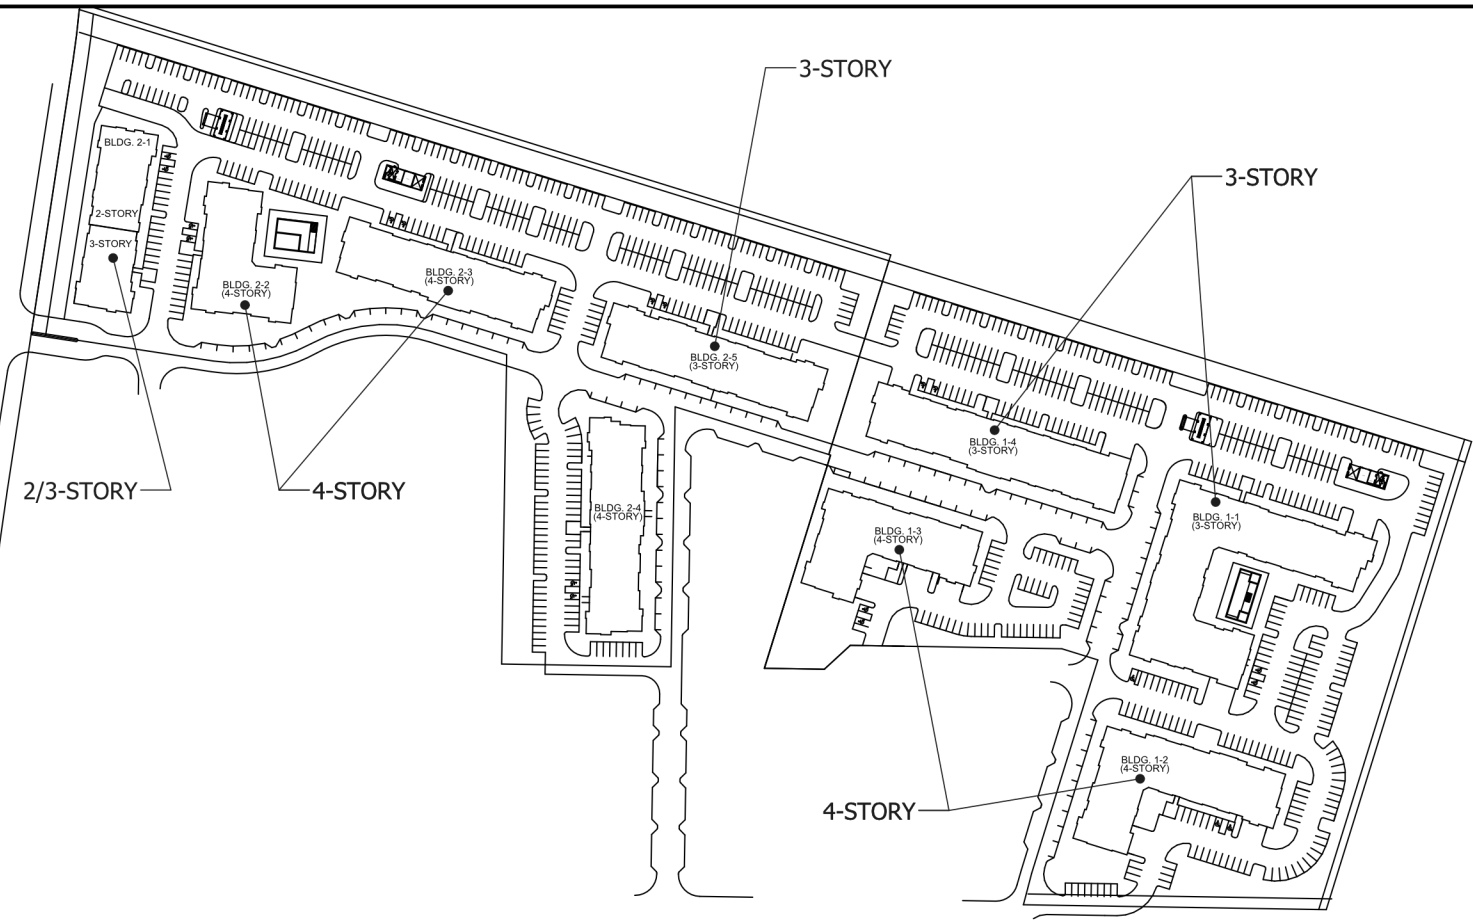 3-STORY
BLDG. 2-1
3-STORY
2-STORY
3-STORY
BLDG. 2-3
(4-STORY)
BLDG. 2-2
(4-STORY)
BLDG. 2-5
(3-STORY)
BLDG. 1-4
(3-STORY)
2/3-STORY
4-STORY
BLDG. 2-4
(4-STORY)
BLDG. 1-1
(3-STORY)
BLDG. 1-3
(4-STORY)
BLDG. 1-2
(4-STORY)
4-STORY